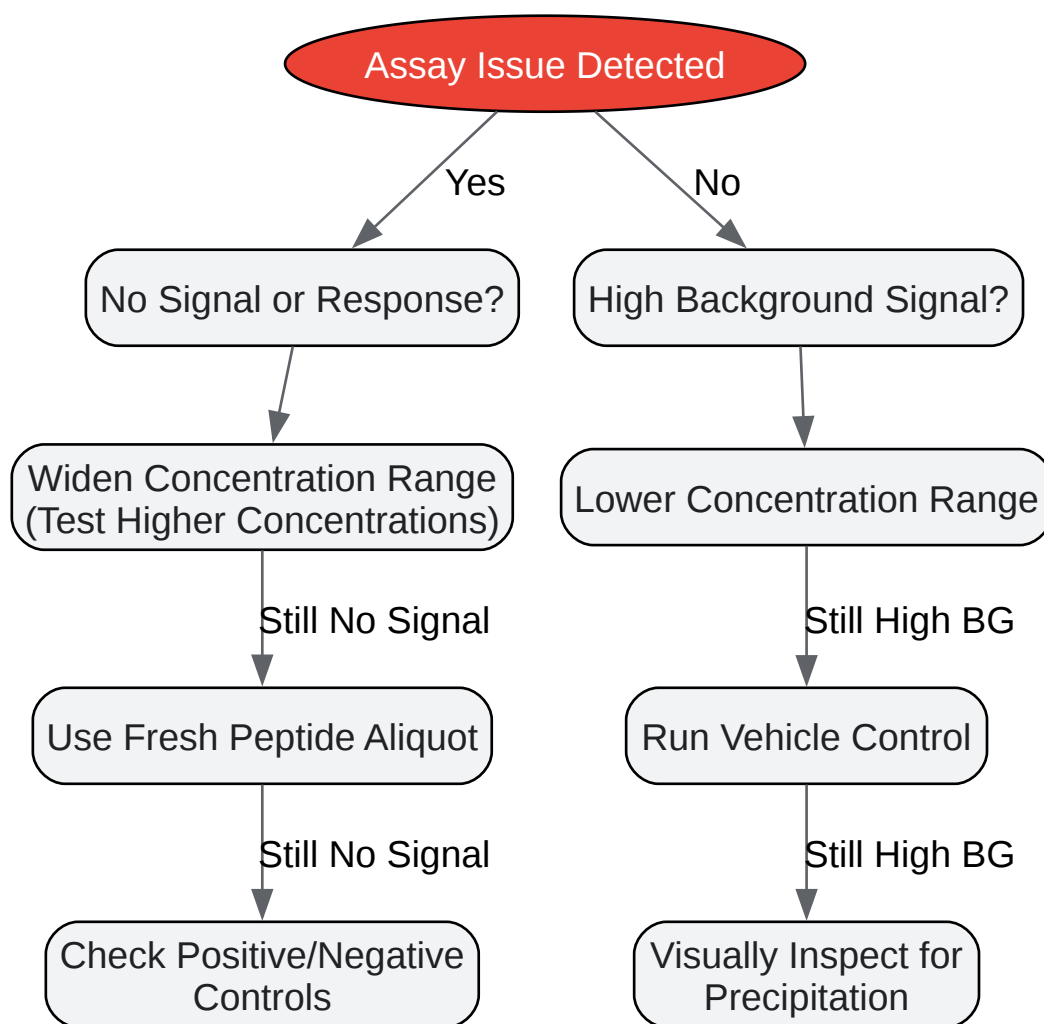 Assay Issue Detected
Yes
No
No Signal or Response?
High Background Signal?
Widen Concentration Range
(Test Higher Concentrations)
Lower Concentration Range
Still No Signal
Still High BG
Use Fresh Peptide Aliquot
Run Vehicle Control
Still No Signal
Still High BG
Check Positive/Negative
Controls
Visually Inspect for
Precipitation